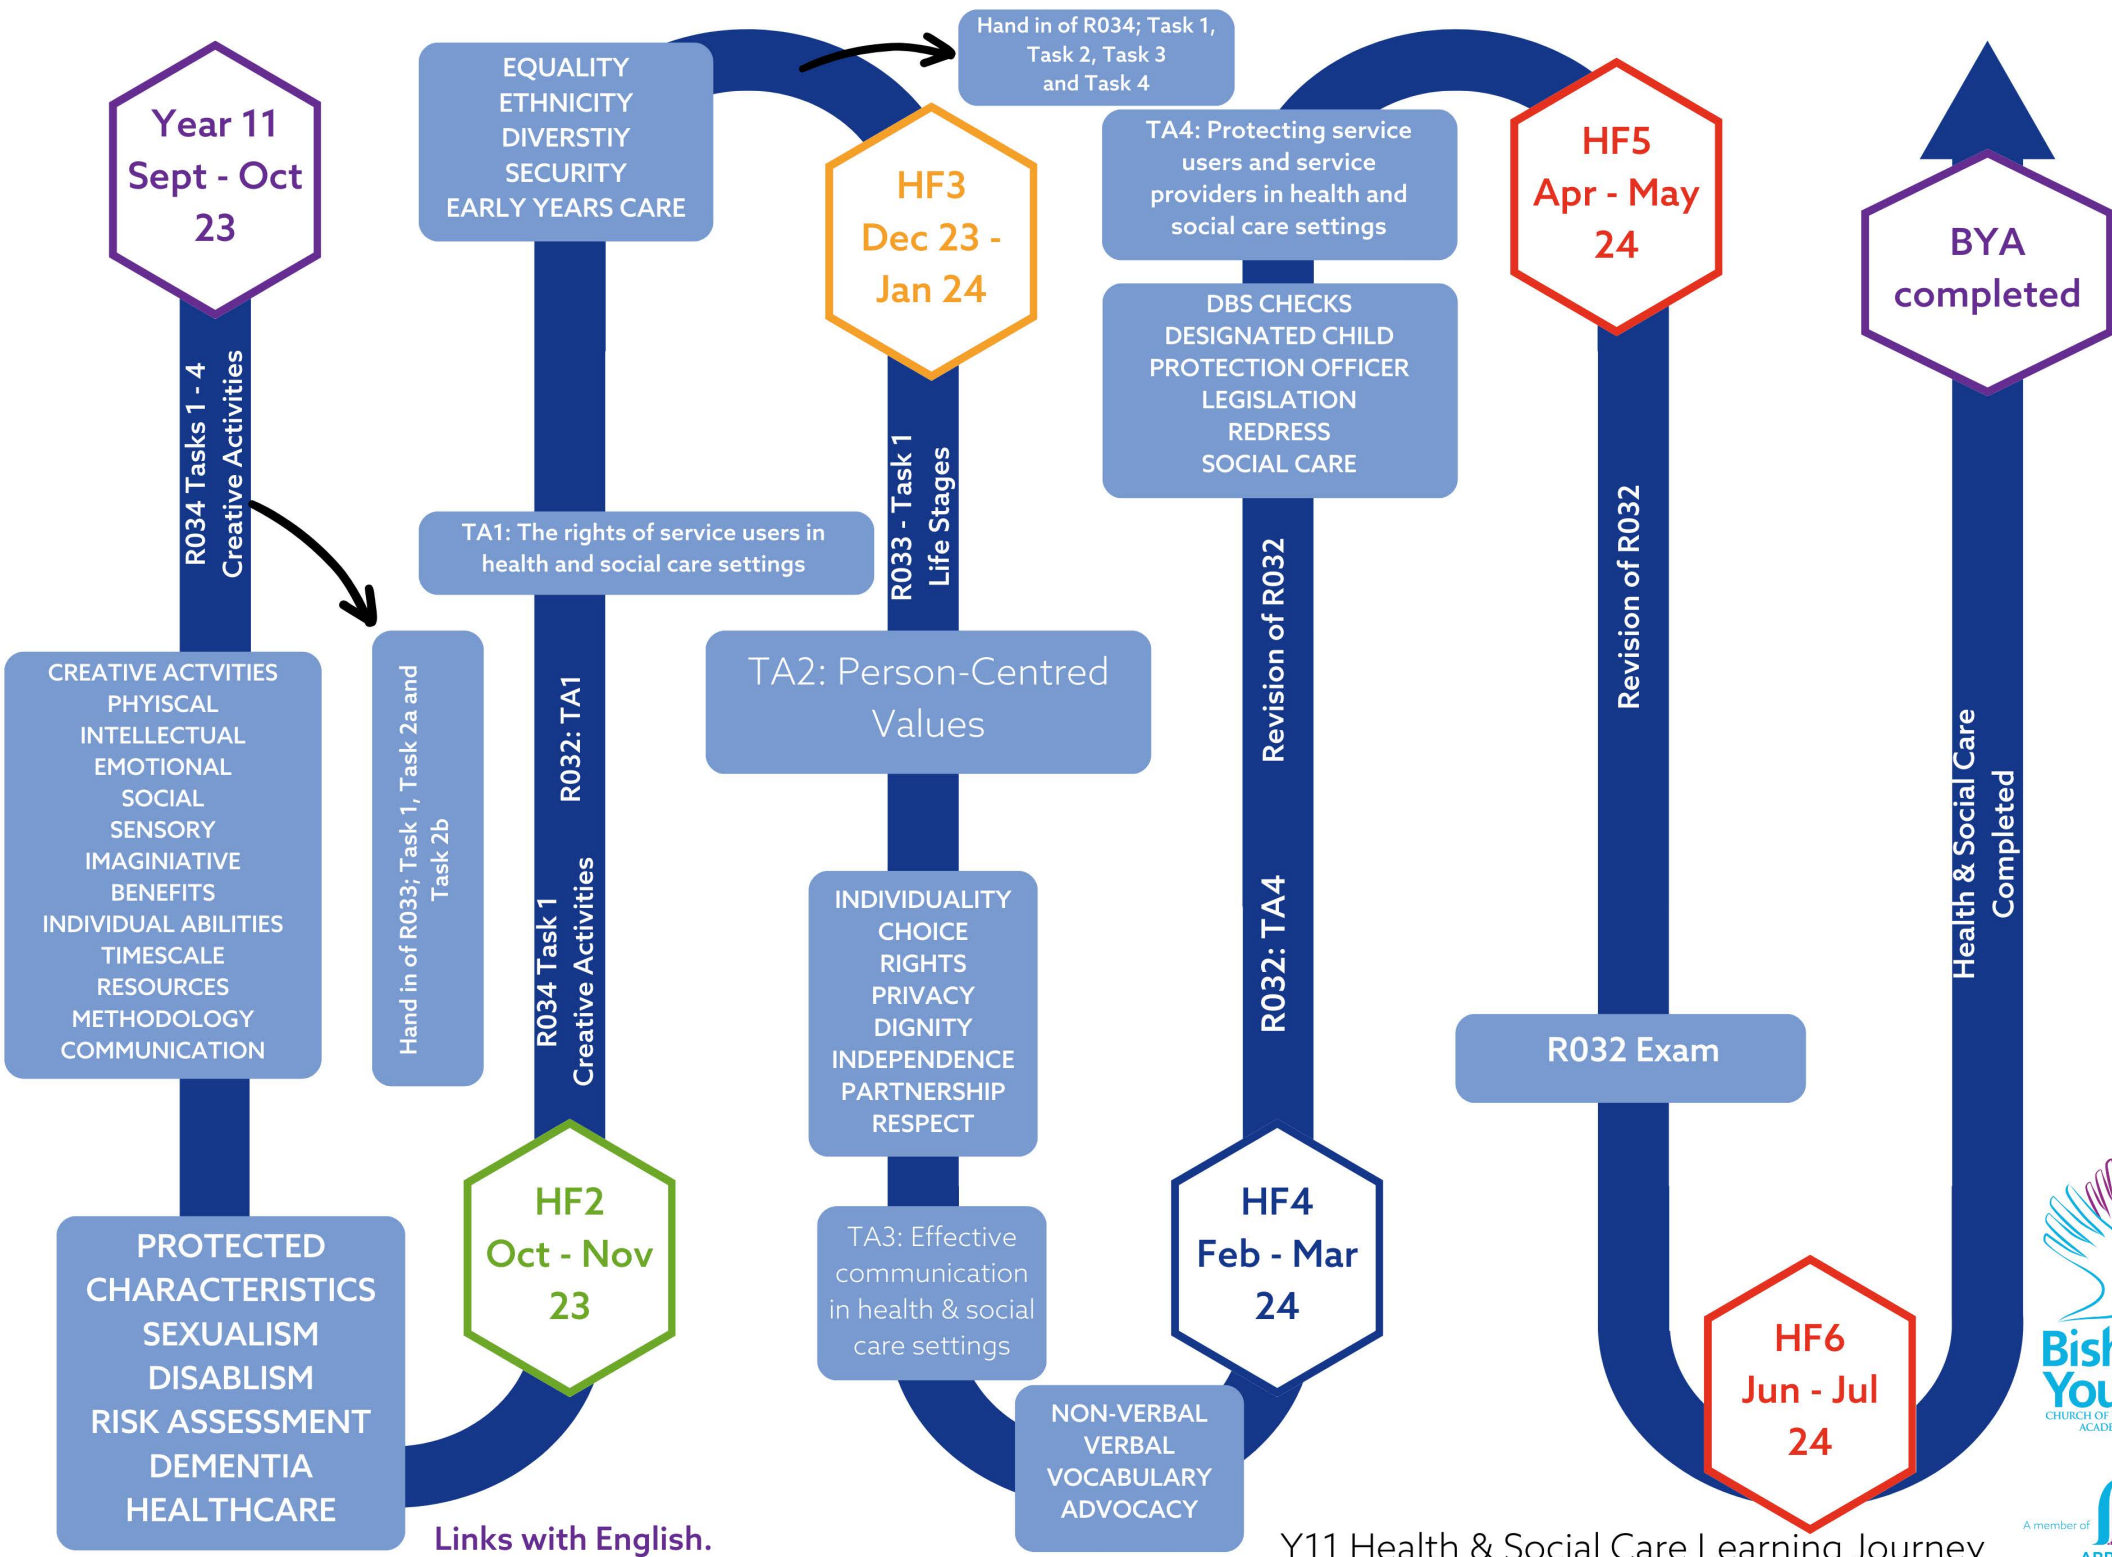 Year 11
Sept - Oct
23
R034 Tasks 1 - 4
Creative Activities
CREATIVE ACTVITIES
PHYISCAL
INTELLECTUAL
EMOTIONAL
SOCIAL
SENSORY
IMAGINIATIVE
BENEFITS
INDIVIDUAL ABILITIES
TIMESCALE
RESOURCES
METHODOLOGY
COMMUNICATION
Hand in of R033; Task 1, Task 2a and
Task 2b
PROTECTED
CHARACTERISTICS
SEXUALISM
DISABLISM
RISK ASSESSMENT
DEMENTIA
HEALTHCARE
Links with English.
HF2
Oct - Nov
23
R034 Task 1
Creative Activities
R032: TA1
TA1: The rights of service users in
health and social care settings
EQUALITY
ETHNICITY
DIVERSTIY
SECURITY
EARLY YEARS CARE
Hand in of R034; Task 1,
Task 2, Task 3
and Task 4
HF3
Dec 23 -
Jan 24
R033 - Task 1
Life Stages
TA2: Person-Centred
Values
INDIVIDUALITY
CHOICE
RIGHTS
PRIVACY
DIGNITY
INDEPENDENCE
PARTNERSHIP
RESPECT
TA3: Effective
communication
in health & social
care settings
NON-VERBAL
VERBAL
VOCABULARY
ADVOCACY
HF4
Feb - Mar
24
R032: TA4
Revision of R032
DBS CHECKS
DESIGNATED CHILD
PROTECTION OFFICER
LEGISLATION
REDRESS
SOCIAL CARE
TA4: Protecting service
users and service
providers in health and
social care settings
HF5
Apr - May
24
Revision of R032
R032 Exam
HF6
Jun - Jul
24
Health & Social Care
Completed
BYA
completed
Y11 Health & Social Care Learning Journey
CHURCH OF
A member of